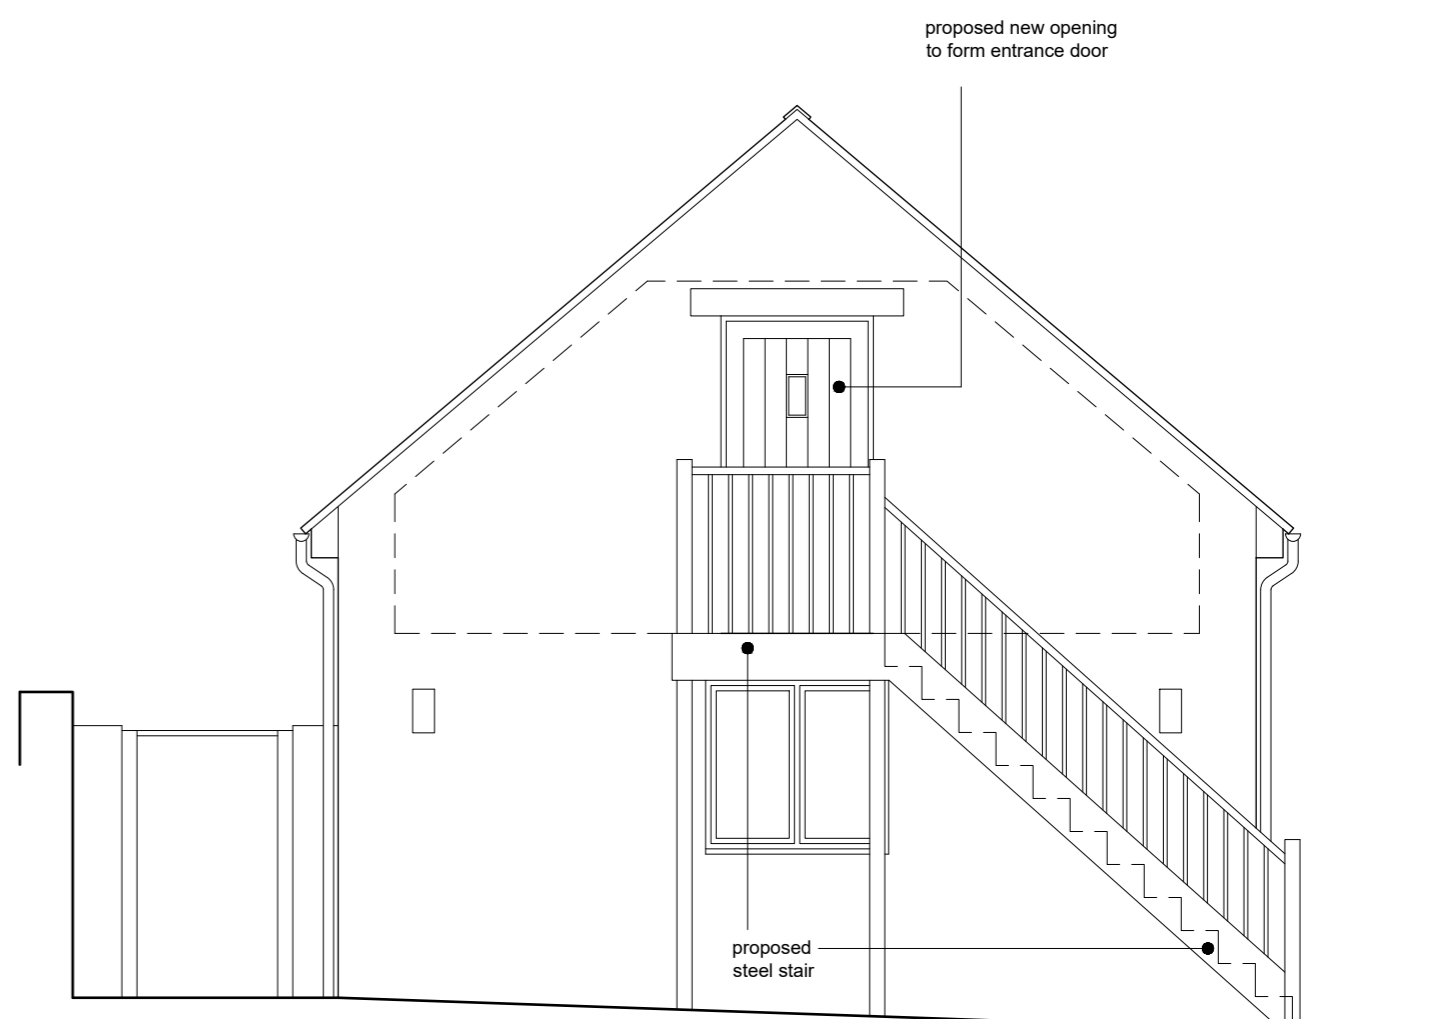 proposed new opening
to form entrance door
proposed
steel stair